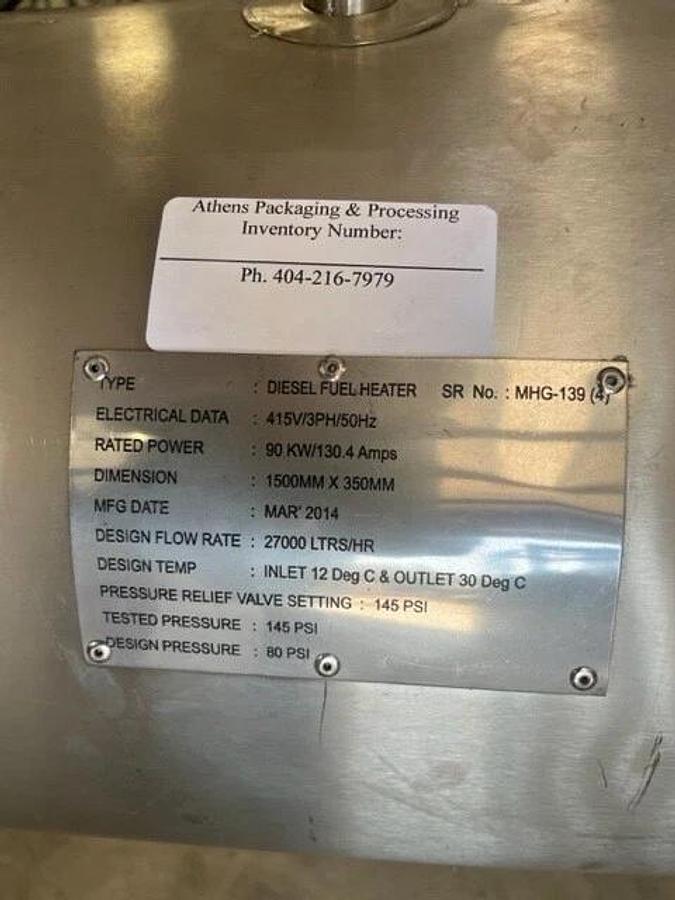 Athens Packaging & Processing
Inventory Number:
Ph. 404-216-7979
TYPE : DIESEL FUEL HEATER SR No. : MHG-139 (4)
ELECTRICAL DATA : 415V/3PH/50Hz
RATED POWER : 90 KW/130.4 Amps
DIMENSION : 1500MM X 350MM
MFG DATE : MAR' 2014
DESIGN FLOW RATE : 27000 LTRS/HR
DESIGN TEMP : INLET 12 Deg C & OUTLET 30 Deg C
PRESSURE RELIEF VALVE SETTING : 145 PSI
TESTED PRESSURE : 145 PSI
DESIGN PRESSURE : 80 PSI